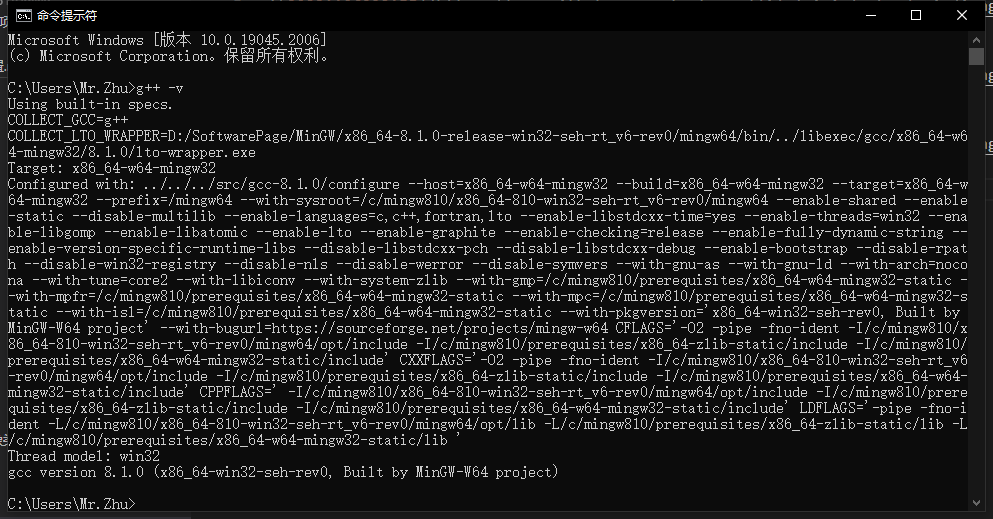 命令提示符
Microsoft Windows [版本 10.0.19045.2006]
(c) Microsoft Corporation。保留所有权利。
C:\Users\Mr.Zhu>g++ -v
Using built-in specs.
COLLECT_GCC=g++
COLLECT_LTO_WRAPPER=D:/SoftwarePage/MinGW/x86_64-8.1.0-release-win32-seh-rt_v6-rev0/mingw64/bin/../libexec/gcc/x86_64-w6
4-mingw32/8.1.0/lto-wrapper.exe
Target: x86_64-w64-mingw32
Configured with: ../../../src/gcc-8.1.0/configure --host=x86_64-w64-mingw32 --build=x86_64-w64-mingw32 --target=x86_64-w
64-mingw32 --prefix=/mingw64 --with-sysroot=/c/mingw810/x86_64-810-win32-seh-rt_v6-rev0/mingw64 --enable-shared --enable
-static --disable-multilib --enable-languages=c,c++,fortran,lto --enable-libstdcxx-time=yes --enable-threads=win32 --ena
ble-libgomp --enable-libatomic --enable-lto --enable-graphite --enable-checking=release --enable-fully-dynamic-string --
enable-version-specific-runtime-libs --disable-libstdcxx-pch --disable-libstdcxx-debug --enable-bootstrap --disable-rpat
h --disable-win32-registry --disable-nls --disable-werror --disable-symvers --with-gnu-as --with-gnu-ld --with-arch=noco
na --with-tune=core2 --with-libiconv --with-system-zlib --with-gmp=/c/mingw810/prerequisites/x86_64-w64-mingw32-static -
-with-mpfr=/c/mingw810/prerequisites/x86_64-w64-mingw32-static --with-mpc=/c/mingw810/prerequisites/x86_64-w64-mingw32-s
tatic --with-isl=/c/mingw810/prerequisites/x86_64-w64-mingw32-static --with-pkgversion='x86_64-win32-seh-rev0, Built by
MinGW-W64 project' --with-bugurl=https://sourceforge.net/projects/mingw-w64 CFLAGS='-O2 -pipe -fno-ident -I/c/mingw810/x
86_64-810-win32-seh-rt_v6-rev0/mingw64/opt/include -I/c/mingw810/prerequisites/x86_64-zlib-static/include -I/c/mingw810/
prerequisites/x86_64-w64-mingw32-static/include' CXXFLAGS='-O2 -pipe -fno-ident -I/c/mingw810/x86_64-810-win32-seh-rt_v6
-rev0/mingw64/opt/include -I/c/mingw810/prerequisites/x86_64-zlib-static/include -I/c/mingw810/prerequisites/x86_64-w64-
mingw32-static/include' CPPFLAGS=' -I/c/mingw810/x86_64-810-win32-seh-rt_v6-rev0/mingw64/opt/include -I/c/mingw810/prere
quisites/x86_64-zlib-static/include -I/c/mingw810/prerequisites/x86_64-w64-mingw32-static/include' LDFLAGS='-pipe -fno-i
dent -L/c/mingw810/x86_64-810-win32-seh-rt_v6-rev0/mingw64/opt/lib -L/c/mingw810/prerequisites/x86_64-zlib-static/lib -L
/c/mingw810/prerequisites/x86_64-w64-mingw32-static/lib '
Thread model: win32
gcc version 8.1.0 (x86_64-win32-seh-rev0, Built by MinGW-W64 project)
C:\Users\Mr.Zhu>